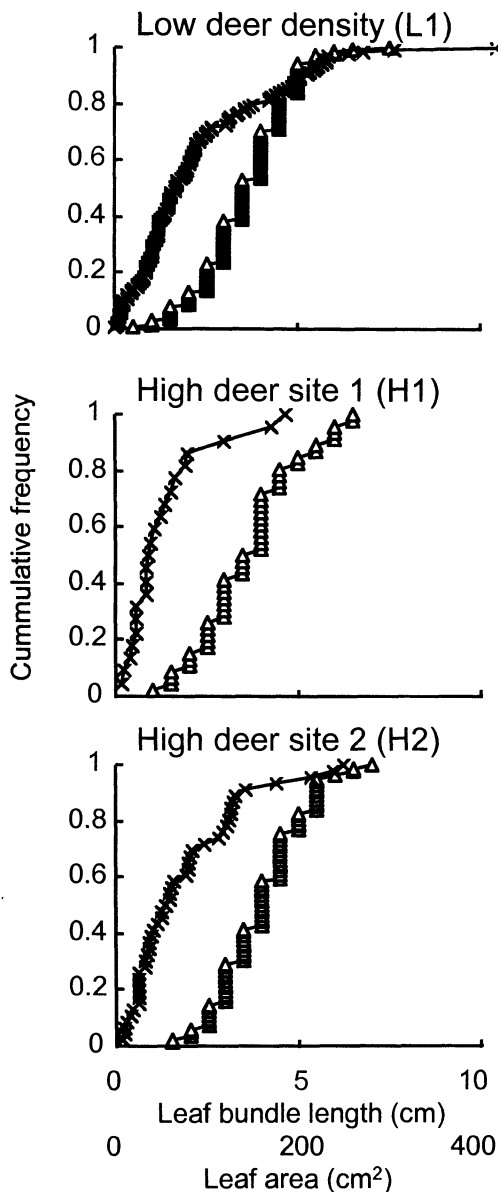 Low deer density (L1)
1
0.8
0.6
0.4
0.2
0
High deer site 1 (H1)
1
0.8
0.6
0.4
0.2
0
Cummulative frequency
High deer site 2 (H2)
1
0.8
0.6
0.4
0.2
0
0 5 10
Leaf bundle length (cm)
0 200 400
Leaf area (cm²)